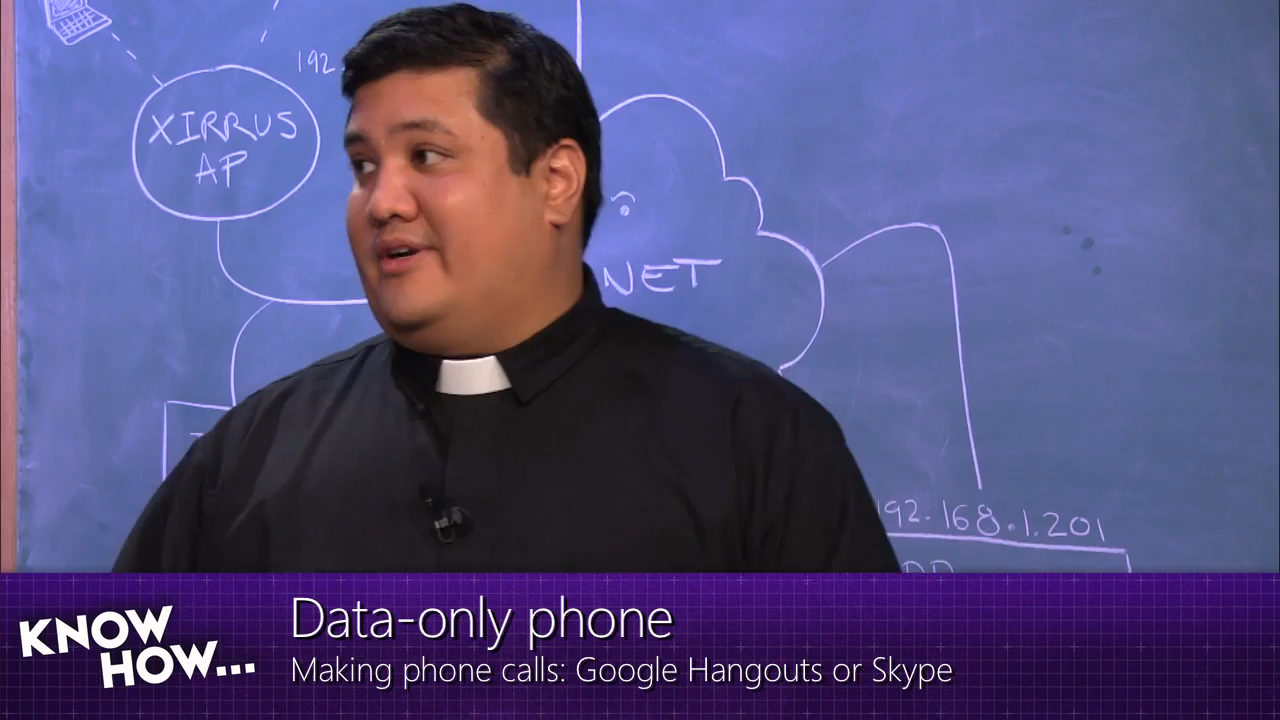 192.
XIRRUS
AP
NET
192.168.1.201
KNOW
HOW...
Data-only phone
Making phone calls: Google Hangouts or Skype